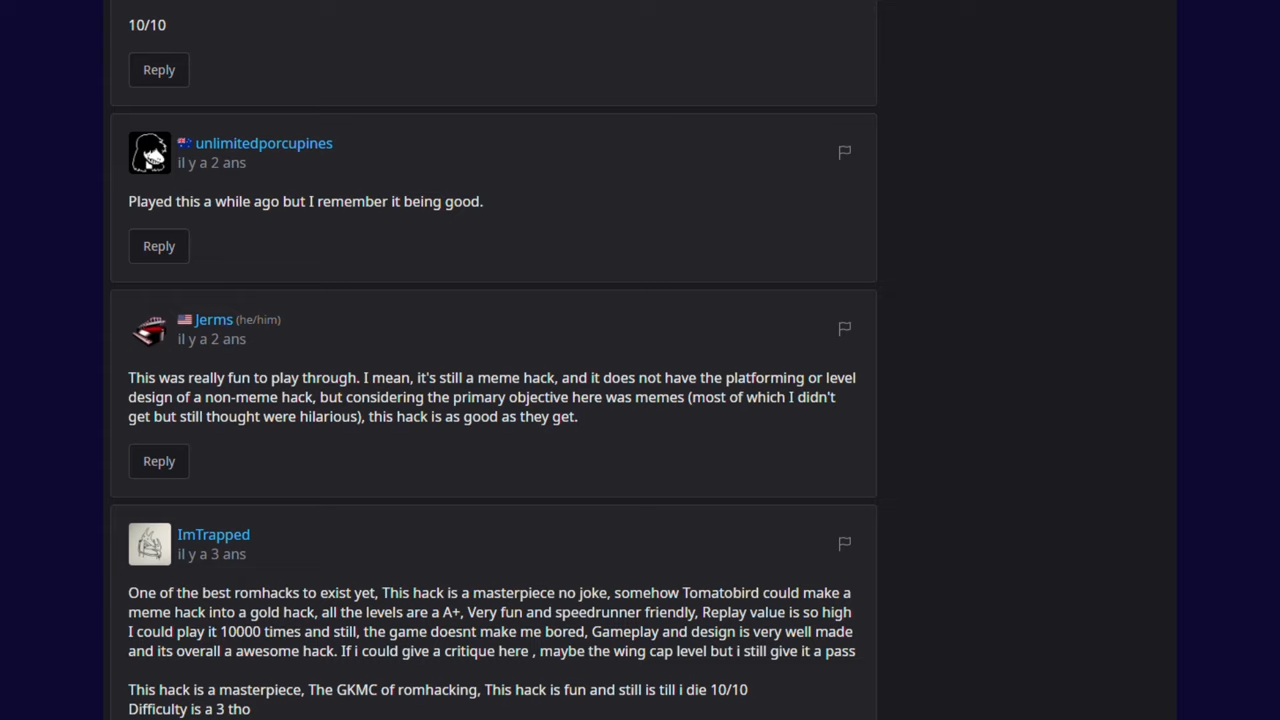 10/10
Reply
unlimitedporcupines
il y a 2 ans
Played this a while ago but I remember it being good.
Reply
Jerms (he/him)
il y a 2 ans
This was really fun to play through. I mean, it's still a meme hack, and it does not have the platforming or level
design of a non-meme hack, but considering the primary objective here was memes (most of which I didn't
get but still thought were hilarious), this hack is as good as they get.
Reply
ImTrapped
il y a 3 ans
One of the best romhacks to exist yet, This hack is a masterpiece no joke, somehow Tomatobird could make a
meme hack into a gold hack, all the levels are a A+, Very fun and speedrunner friendly, Replay value is so high
I could play it 10000 times and still, the game doesnt make me bored, Gameplay and design is very well made
and its overall a awesome hack. If i could give a critique here , maybe the wing cap level but i still give it a pass
This hack is a masterpiece, The GKMC of romhacking, This hack is fun and still is till i die 10/10
Difficulty is a 3 tho